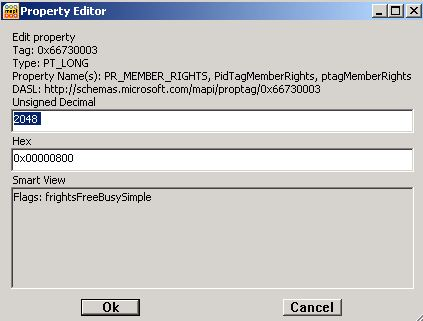 mapi Property Editor
Edit property
Tag: 0x66730003
Type: PT_LONG
Property Name(s): PR_MEMBER_RIGHTS, PidTagMemberRights, ptagMemberRights
DASL: http://schemas.microsoft.com/mapi/proptag/0x66730003
Unsigned Decimal
2048
Hex
0x00000800
Smart View
Flags: frightsFreeBusySimple
Ok Cancel